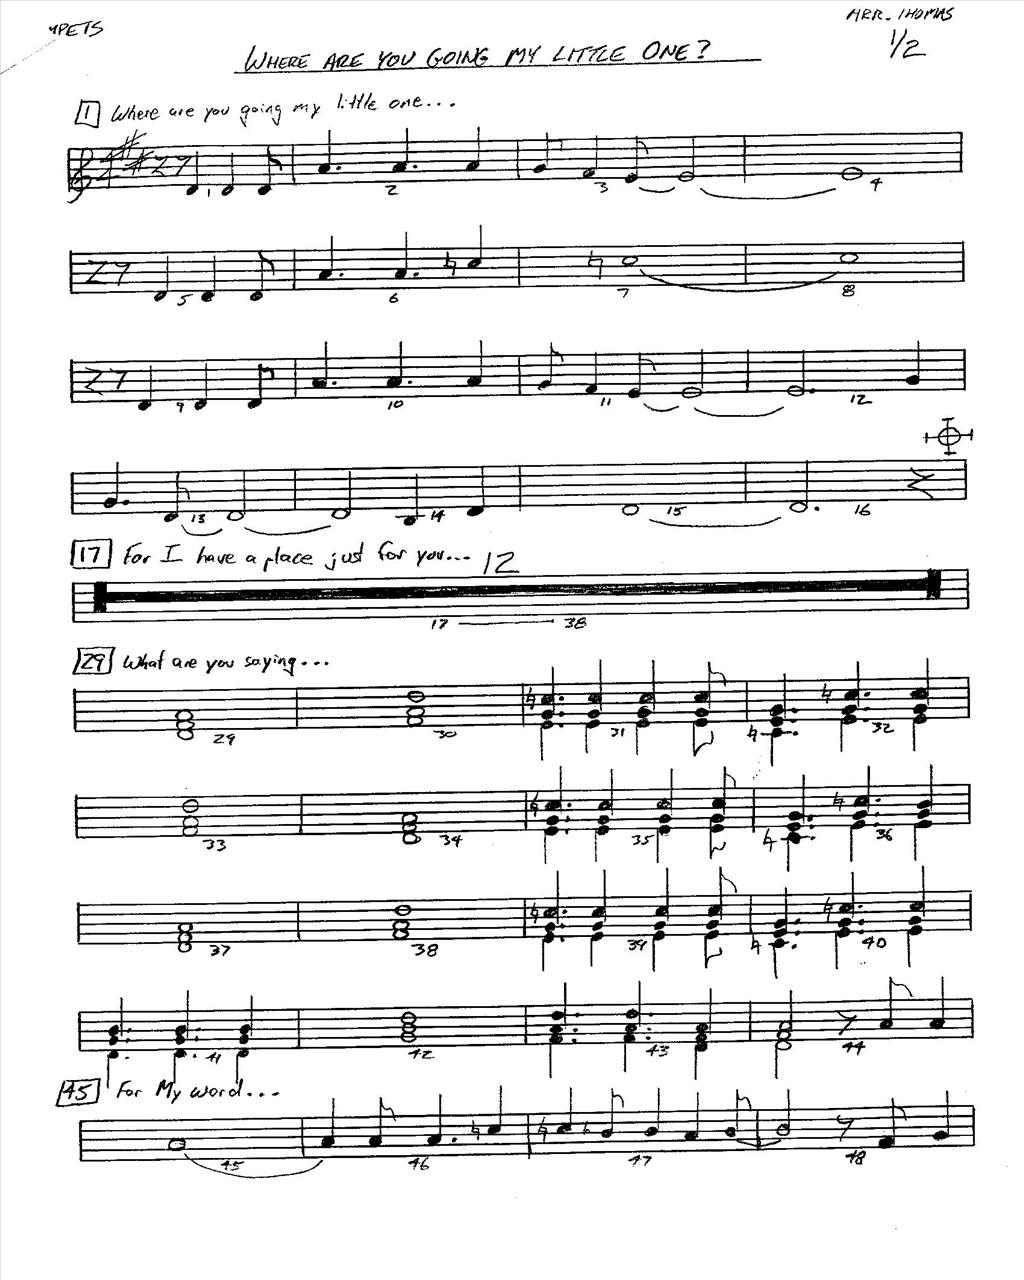 MPETS
ARR. THOMAS
1/2
WHERE ARE YOU GOING MY LITTLE ONE?
1 Where are you going my little one...
1 2 3 4
5 6 7 8
9 10 11 12
13 14 15 16
17 For I have a place just for you... 12
17 38
29 What are you saying...
29 30 31 32
33 34 35 36
37 38 39 40
41 42 43 44
45 For My word...
45 46 47 48